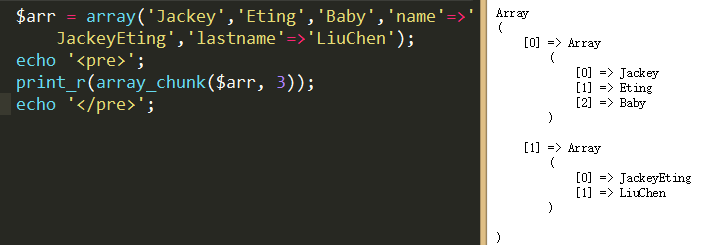 $arr = array('Jackey','Eting','Baby','name'=>'
JackeyEting','lastname'=>'LiuChen');
echo '<pre>';
print_r(array_chunk($arr, 3));
echo '</pre>';
Array
(
    [0] => Array
        (
            [0] => Jackey
            [1] => Eting
            [2] => Baby
        )

    [1] => Array
        (
            [0] => JackeyEting
            [1] => LiuChen
        )

)